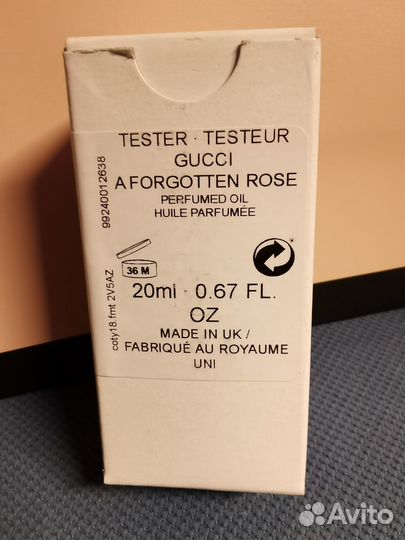 TESTER · TESTEUR
GUCCI
A FORGOTTEN ROSE
PERFUMED OIL
HUILE PARFUMÉE
99240012638
36 M
coty18.fmt 2V5AZ
20ml · 0.67 FL.
OZ
MADE IN UK /
FABRIQUÉ AU ROYAUME
UNI
Avito